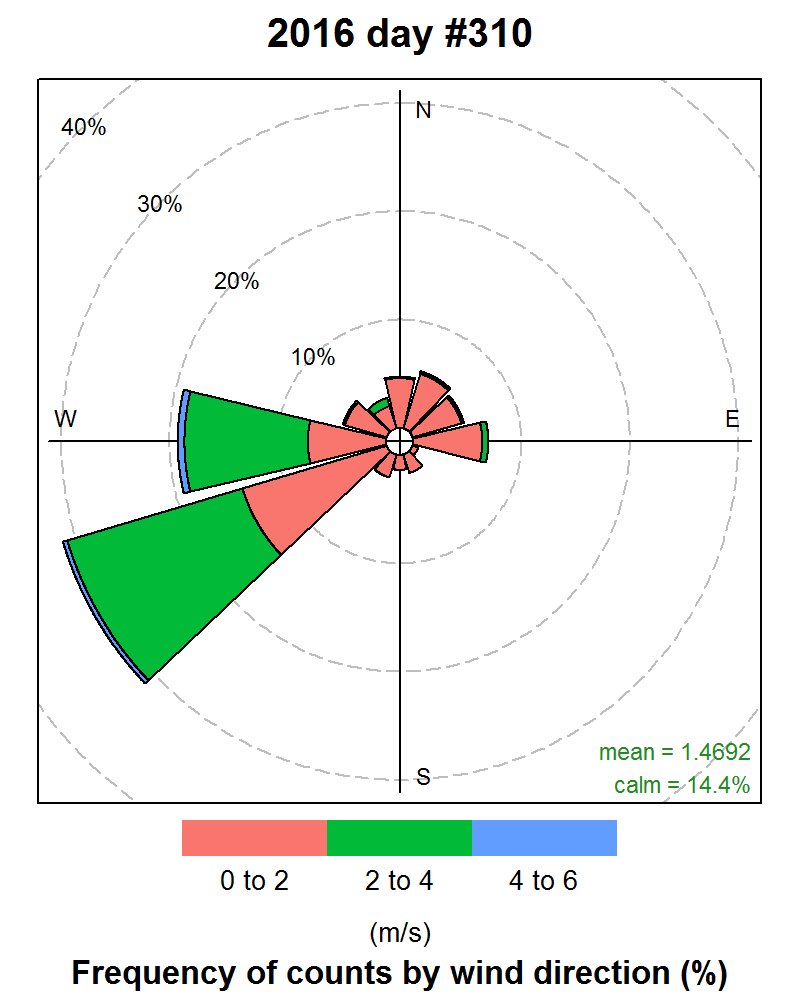 2016 day #310
N
40%
30%
20%
10%
W
E
S
mean = 1.4692
calm = 14.4%
0 to 2 2 to 4 4 to 6
(m/s)
Frequency of counts by wind direction (%)